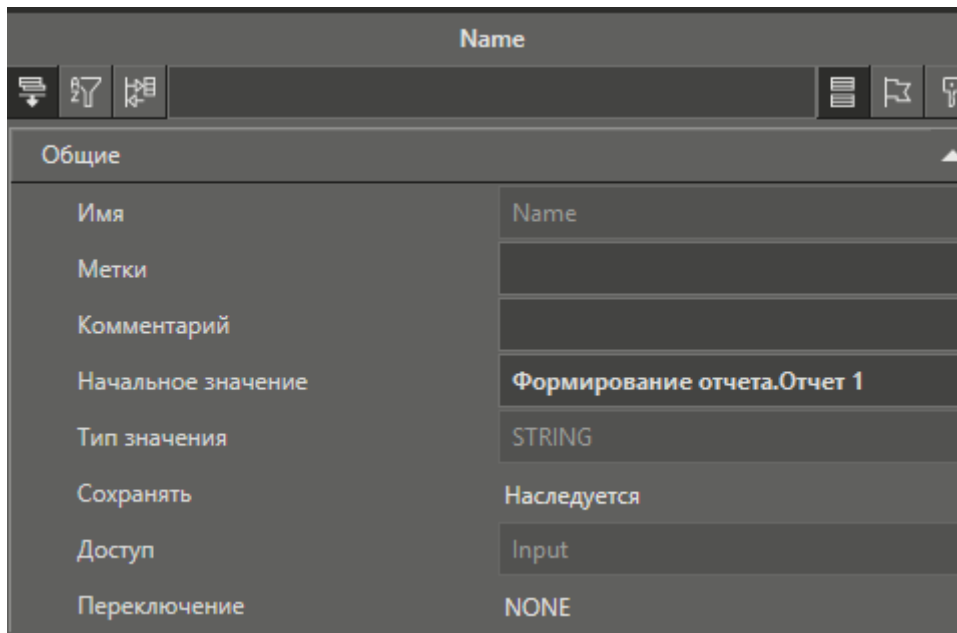 Name
Общие
Имя Name
Метки
Комментарий
Начальное значение Формирование отчета.Отчет 1
Тип значения STRING
Сохранять Наследуется
Доступ Input
Переключение NONE